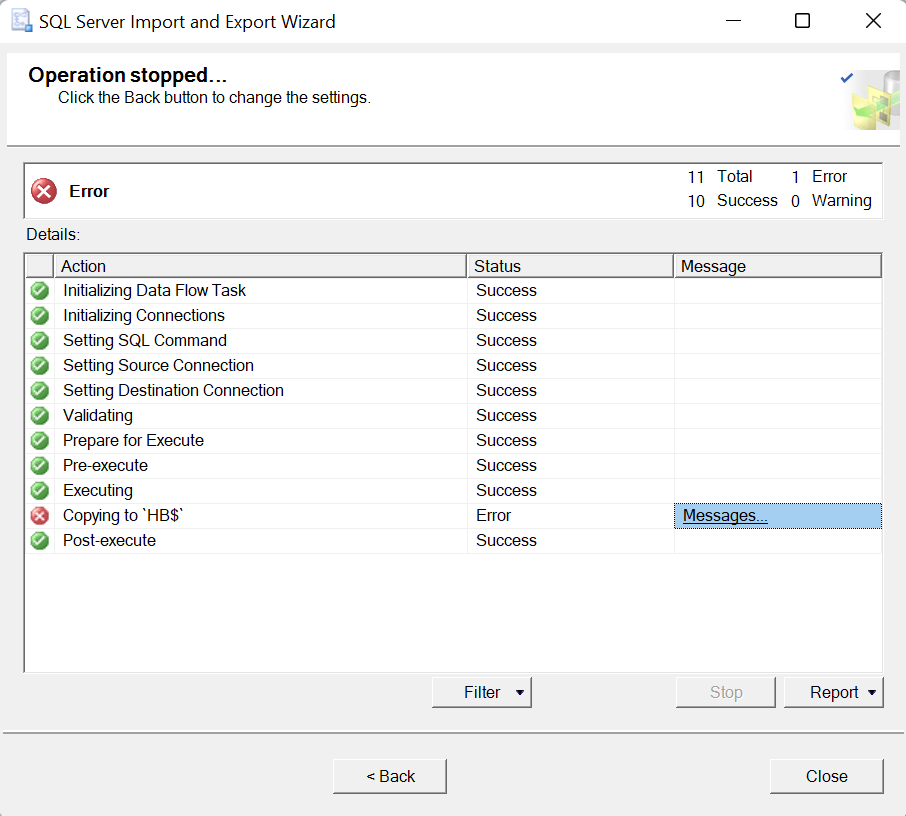 SQL Server Import and Export Wizard
Operation stopped...
Click the Back button to change the settings.
Error
11 Total 1 Error
10 Success 0 Warning
Details:
Action Status Message
Initializing Data Flow Task Success
Initializing Connections Success
Setting SQL Command Success
Setting Source Connection Success
Setting Destination Connection Success
Validating Success
Prepare for Execute Success
Pre-execute Success
Executing Success
Copying to `HB$` Error Messages...
Post-execute Success
Filter Stop Report
< Back Close